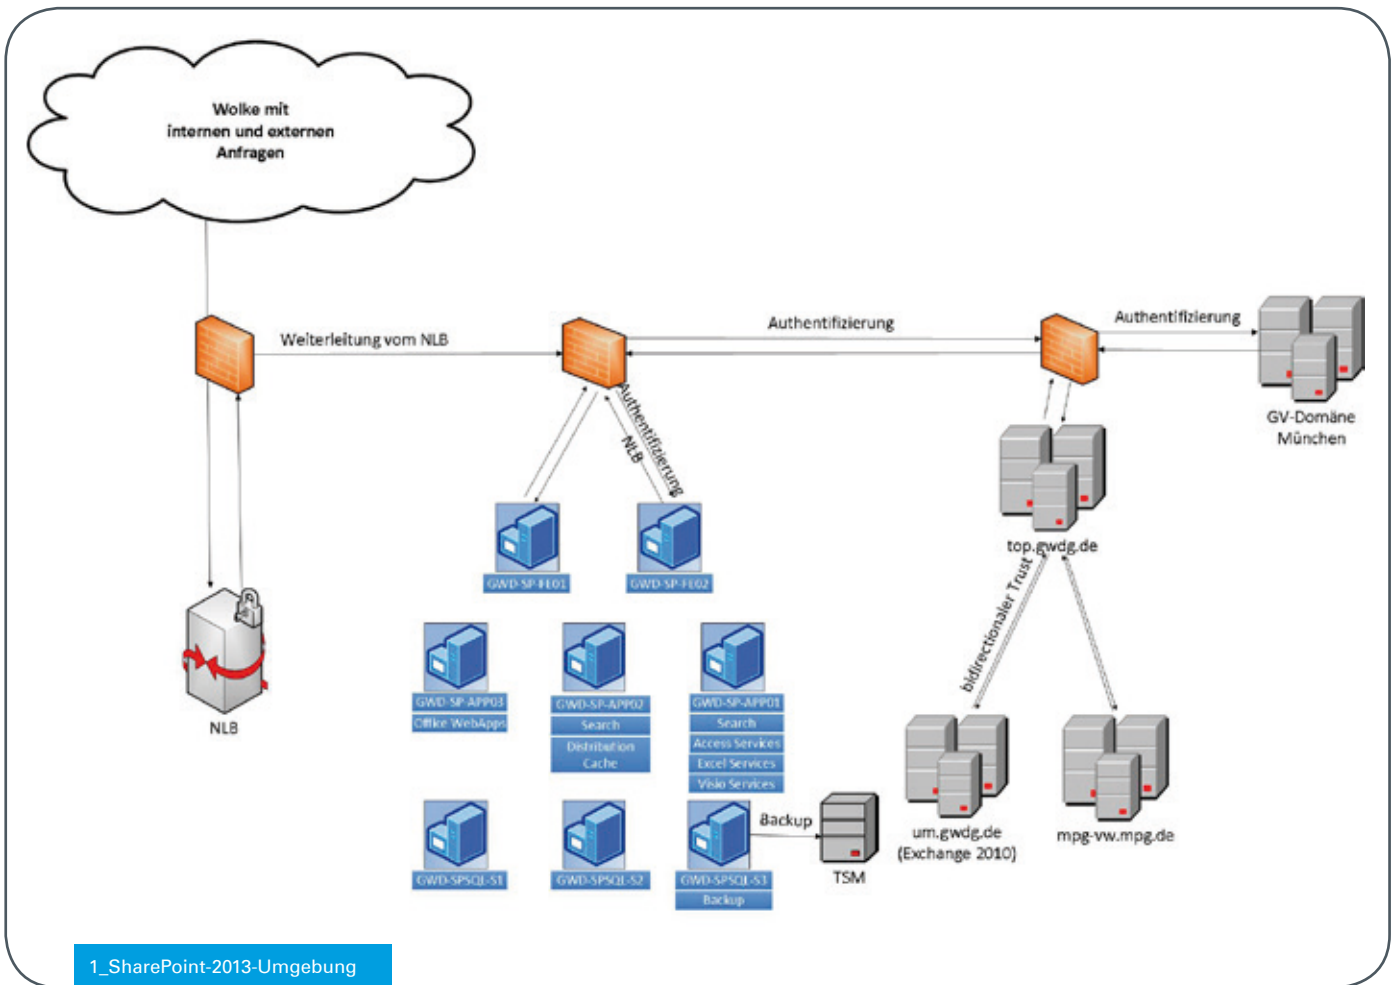 Wolke mit
internen und externen
Anfragen
Weiterleitung vom NLB
Authentifizierung
Authentifizierung
GV-Domäne
München
Authentifizierung
NLB
GWD-SP-FE01
GWD-SP-FE02
top.gwdg.de
bidirectionaler Trust
NLB
GWD-SP-APP03
Office WebApps
GWD-SP-APP02
Search
Distribution
Cache
GWD-SP-APP01
Search
Access Services
Excel Services
Visio Services
GWD-SPSQL-S1
GWD-SPSQL-S2
GWD-SPSQL-S3
Backup
Backup
TSM
um.gwdg.de
(Exchange 2010)
mpg-vw.mpg.de
1_SharePoint-2013-Umgebung